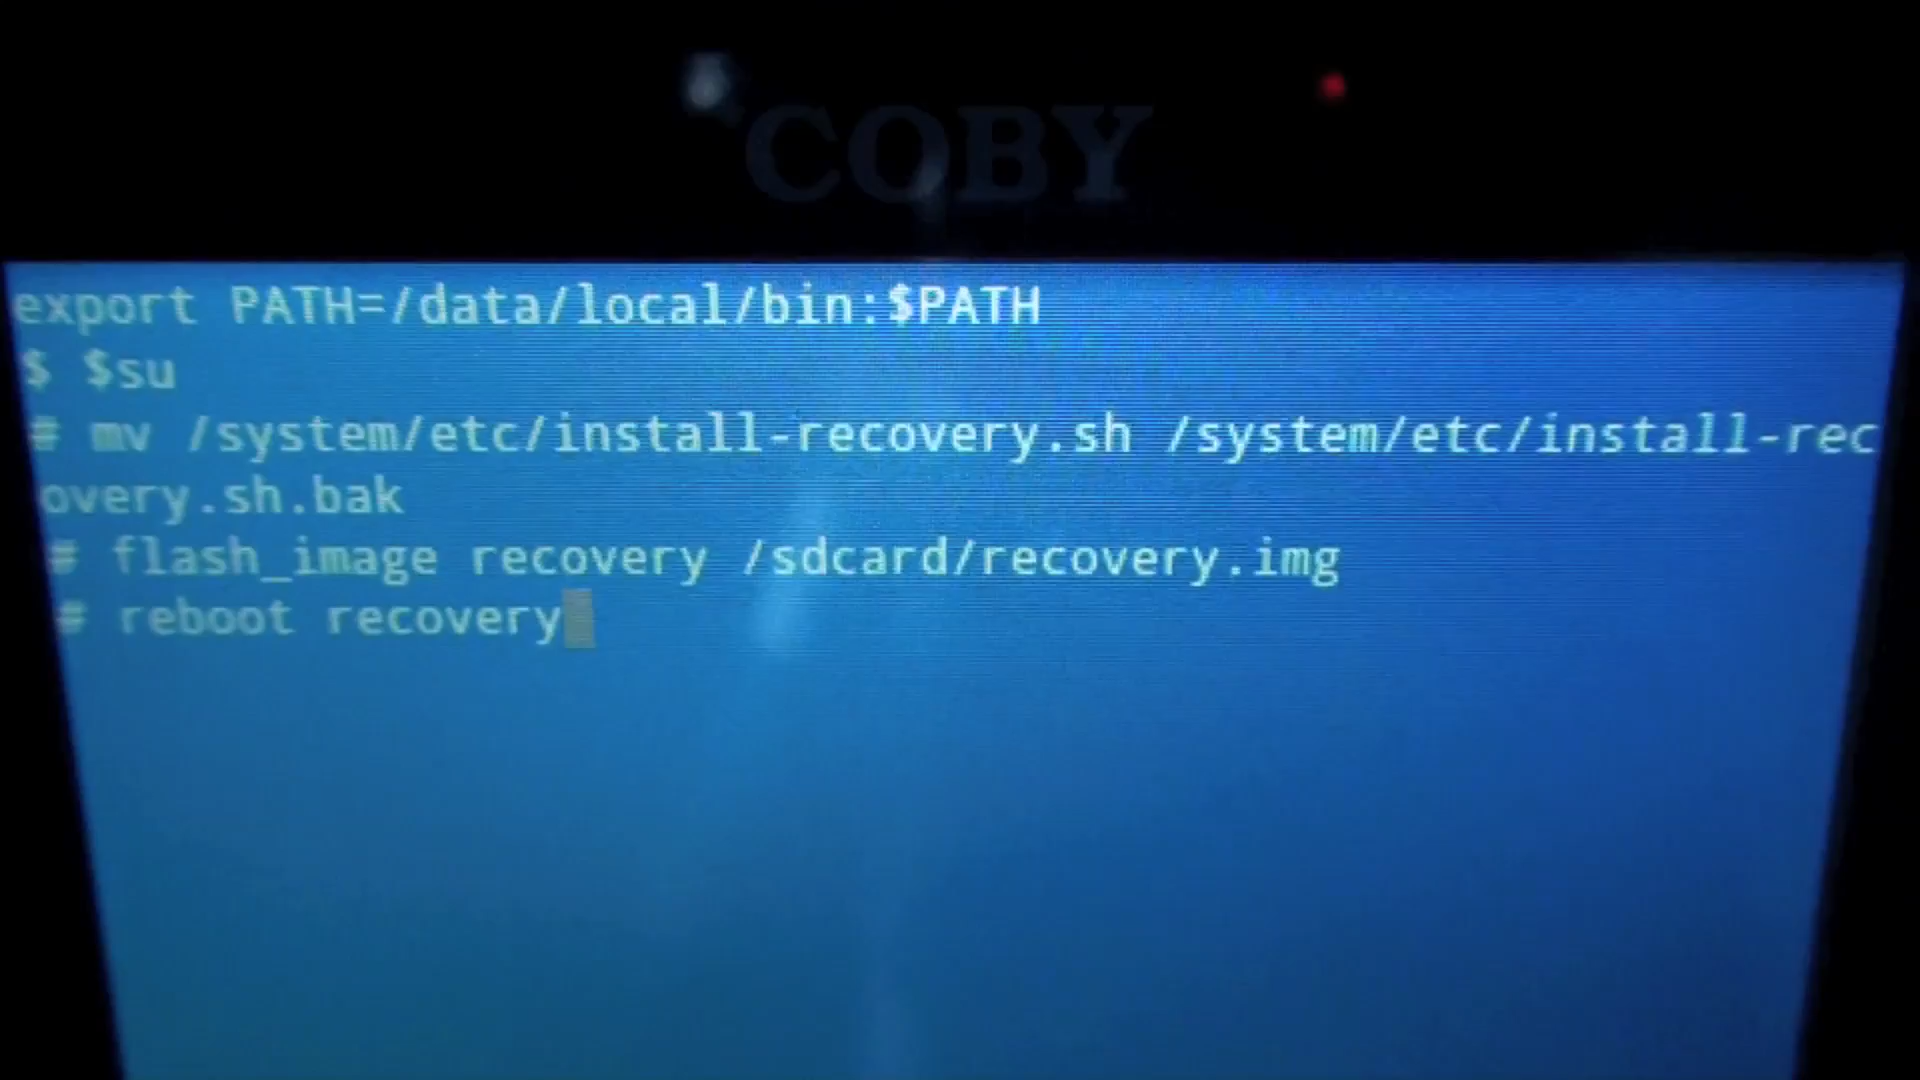 COBY
export PATH=/data/local/bin:$PATH
$ $su
# mv /system/etc/install-recovery.sh /system/etc/install-rec
overy.sh.bak
# flash_image recovery /sdcard/recovery.img
# reboot recovery